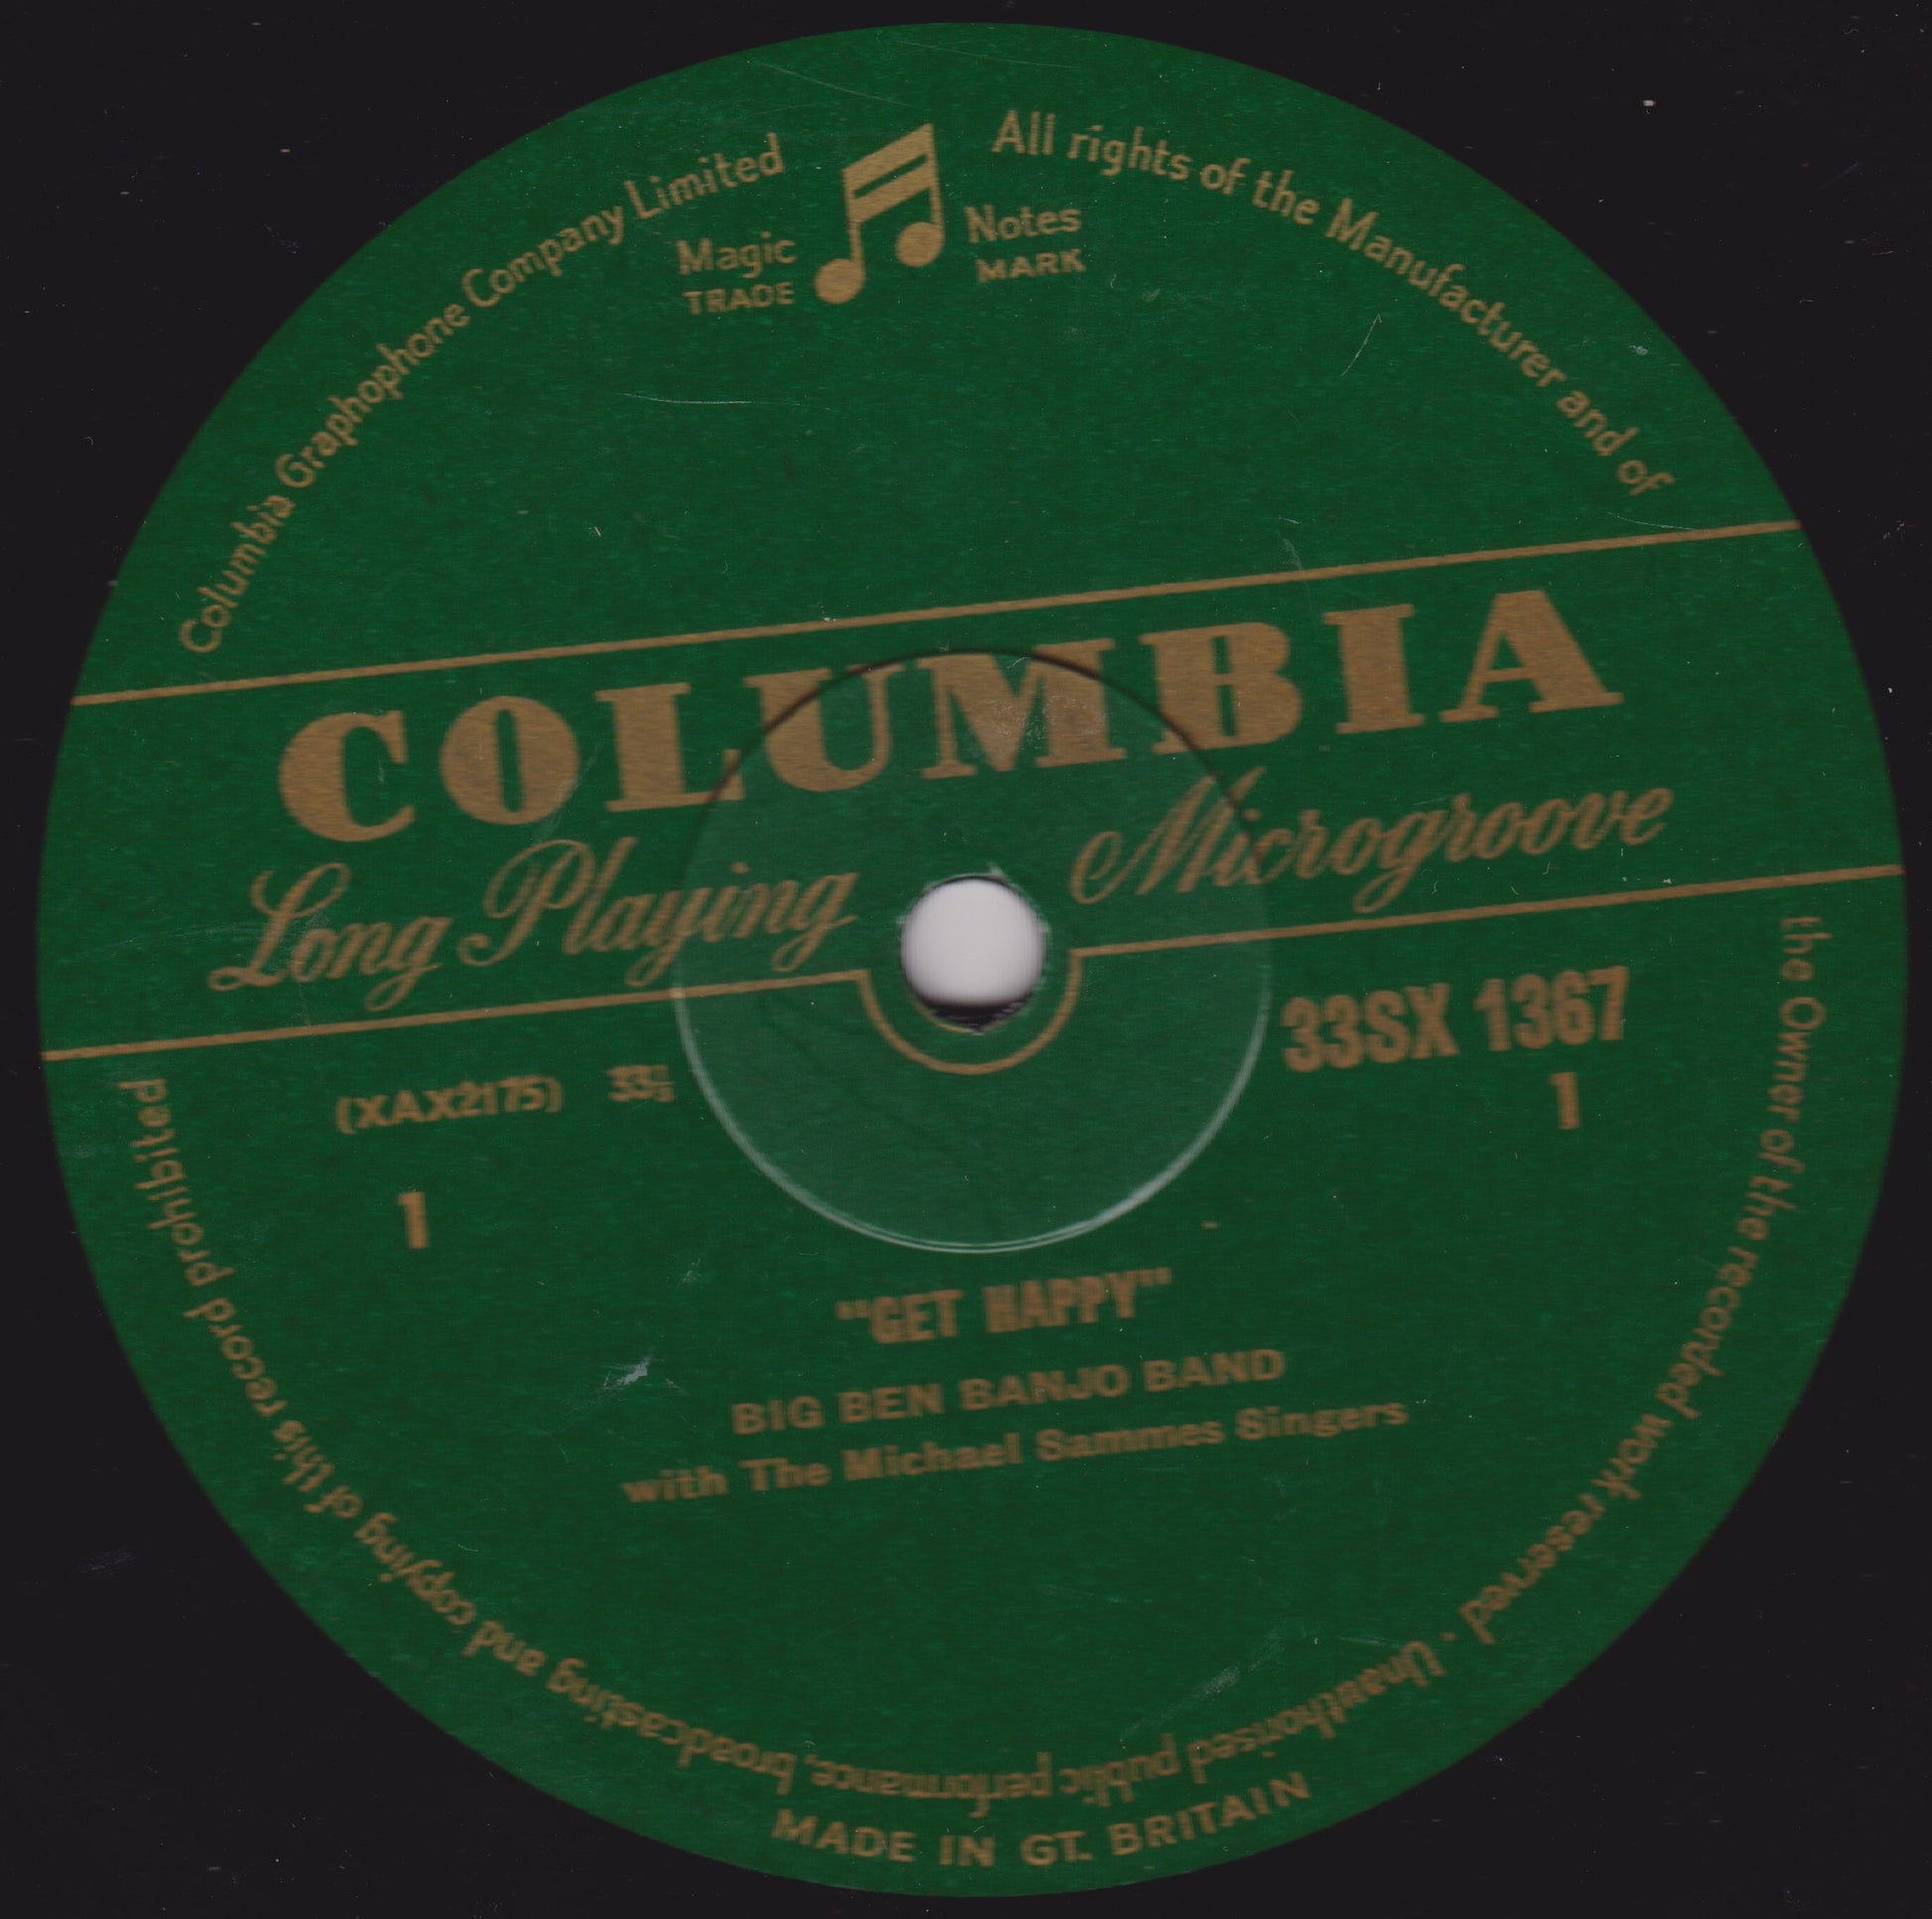 Columbia Graphophone Company Limited
All rights of the Manufacturer and of the Owner of the recorded work reserved · Unauthorised public performance, broadcasting and copying of this record prohibited
Magic Notes
TRADE MARK
COLUMBIA
Long Playing Microgroove
33SX 1367
(XAX2175) 33⅓
1
1
"GET HAPPY"
BIG BEN BANJO BAND
with The Michael Sammes Singers
MADE IN GT. BRITAIN